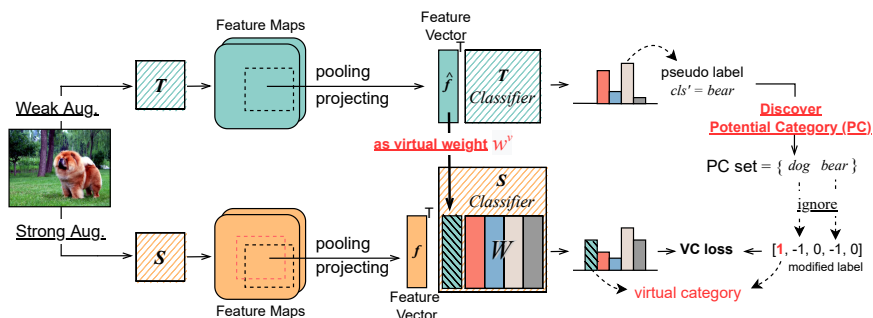 Feature Maps
Feature
Vector
T
Weak Aug.
T
pooling
projecting
f̂
T
Classifier
pseudo label
cls' = bear
Discover
Potential Category (PC)
as virtual weight w^v
PC set = { dog bear }
ignore
Strong Aug.
S
pooling
projecting
T
f
S
Classifier
W
VC loss
[1, -1, 0, -1, 0]
modified label
virtual category
Feature Maps
Feature
Vector